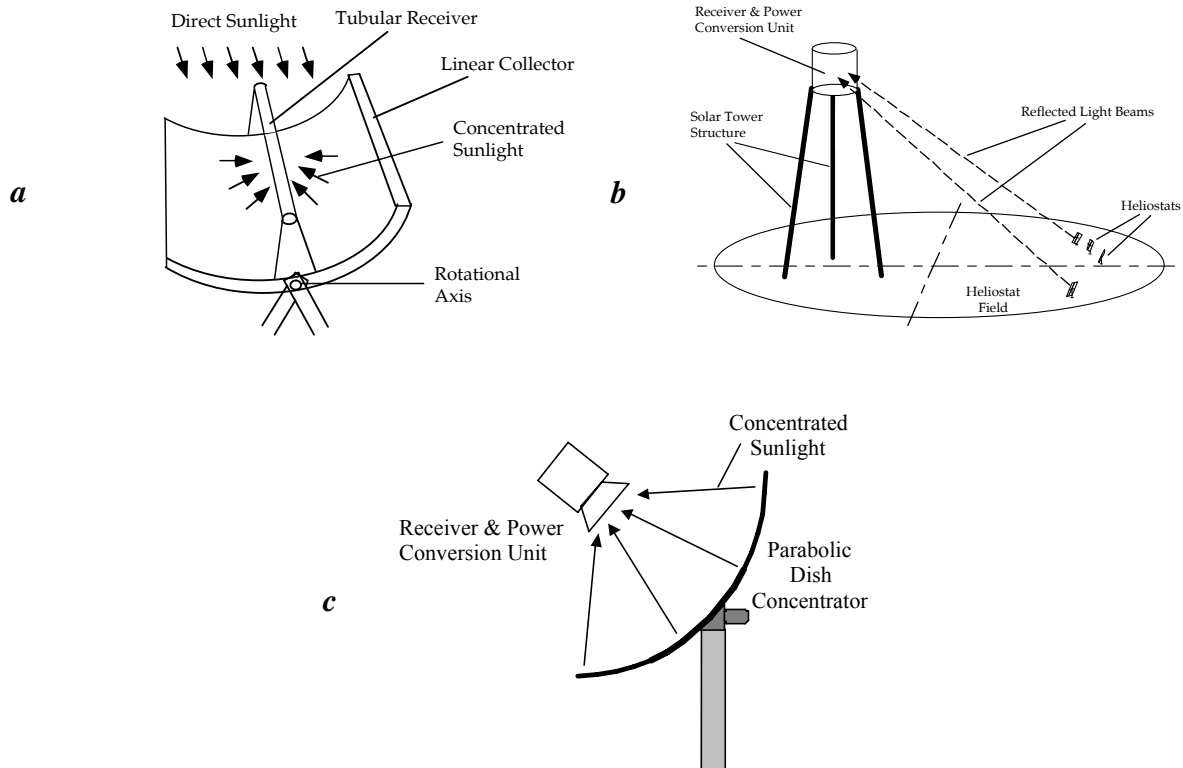 Direct Sunlight
Tubular Receiver
Linear Collector
Concentrated
Sunlight
Rotational
Axis
a
Receiver & Power
Conversion Unit
Solar Tower
Structure
Reflected Light Beams
Heliostats
Heliostat
Field
b
Concentrated
Sunlight
Receiver & Power
Conversion Unit
Parabolic
Dish
Concentrator
c